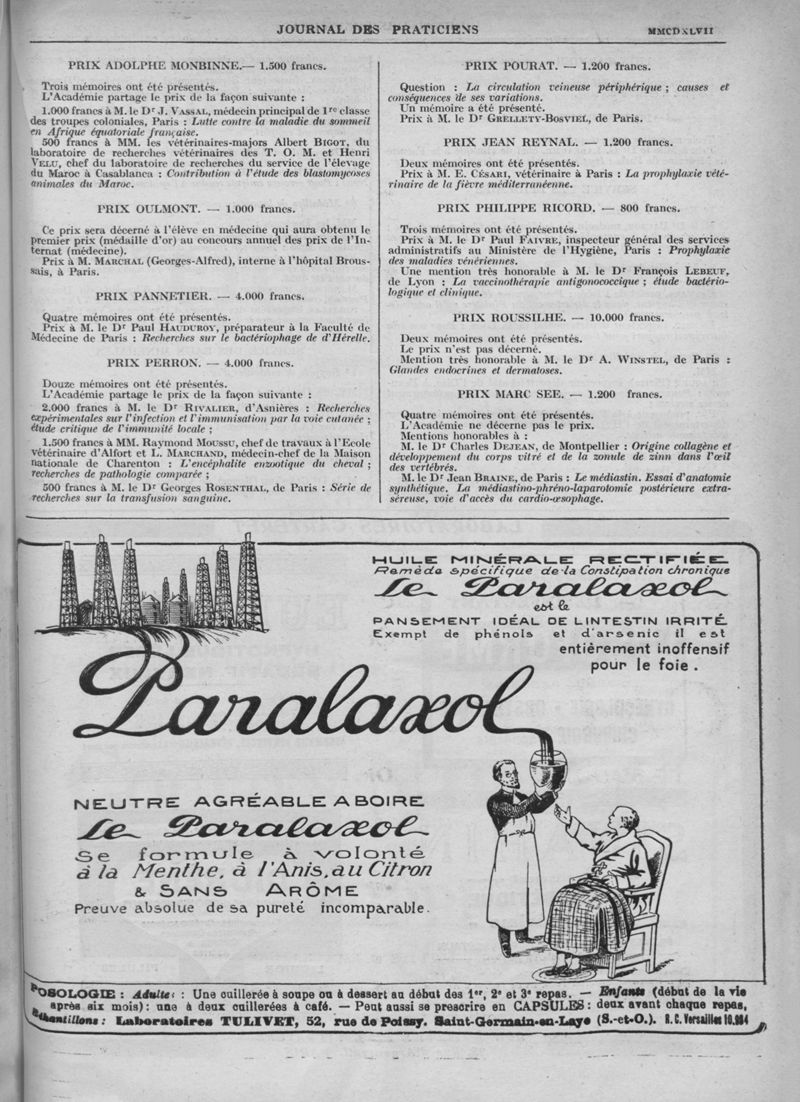 JOURNAL DES PRATICIENS
MMCDXLVII
PRIX ADOLPHE MONBINNE.— 1.500 francs.
Trois mémoires ont été présentés.
L'Académie partage le prix de la façon suivante :
1.000 francs à M. le Dr J. VASSAL, médecin principal de 1re classe
des troupes coloniales, Paris : Lutte contre la maladie du sommeil
en Afrique équatoriale française.
500 francs à MM. les vétérinaires-majors Albert BIGOT, du
laboratoire de recherches vétérinaires des T. O. M. et Henri
VELU, chef du laboratoire de recherches du service de l'élevage
du Maroc à Casablanca : Contribution à l'étude des blastomycoses
animales du Maroc.
PRIX OULMONT. — 1.000 francs.
Ce prix sera décerné à l'élève en médecine qui aura obtenu le
premier prix (médaille d'or) au concours annuel des prix de l'In-
ternat (médecine).
Prix à M. MARCHAL (Georges-Alfred), interne à l'hôpital Brous-
sais, à Paris.
PRIX PANNETIER. — 4.000 francs.
Quatre mémoires ont été présentés.
Prix à M. le Dr Paul HAUDUROY, préparateur à la Faculté de
Médecine de Paris : Recherches sur le bactériophage de d'Hérelle.
PRIX PERRON. — 4.000 francs.
Douze mémoires ont été présentés.
L'Académie partage le prix de la façon suivante :
2.000 francs à M. le Dr RIVALIER, d'Asnières : Recherches
expérimentales sur l'infection et l'immunisation par la voie cutanée ;
étude critique de l'immunité locale ;
1.500 francs à MM. Raymond MOUSSU, chef de travaux à l'Ecole
vétérinaire d'Alfort et L. MARCHAND, médecin-chef de la Maison
nationale de Charenton : L'encéphalite enzootique du cheval ;
recherches de pathologie comparée ;
500 francs à M. le Dr Georges ROSENTHAL, de Paris : Série de
recherches sur la transfusion sanguine.
PRIX POURAT. — 1.200 francs.
Question : La circulation veineuse périphérique ; causes et
conséquences de ses variations.
Un mémoire a été présenté.
Prix à M. le Dr GRELLETY-BOSVIEL, de Paris.
PRIX JEAN REYNAL. — 1.200 francs.
Deux mémoires ont été présentés.
Prix à M. E. CÉSARI, vétérinaire à Paris : La prophylaxie vété-
rinaire de la fièvre méditerranéenne.
PRIX PHILIPPE RICORD. — 800 francs.
Trois mémoires ont été présentés.
Prix à M. le Dr Paul FAIVRE, inspecteur général des services
administratifs au Ministère de l'Hygiène, Paris : Prophylaxie
des maladies vénériennes.
Une mention très honorable à M. le Dr François LEBEUF,
de Lyon : La vaccinothérapie antigonococcique ; étude bactério-
logique et clinique.
PRIX ROUSSILHE. — 10.000 francs.
Deux mémoires ont été présentés.
Le prix n'est pas décerné.
Mention très honorable à M. le Dr A. WINSTEL, de Paris :
Glandes endocrines et dermatoses.
PRIX MARC SEE. — 1.200 francs.
Quatre mémoires ont été présentés.
L'Académie ne décerne pas le prix.
Mentions honorables à :
M. le Dr Charles DEJEAN, de Montpellier : Origine collagène et
développement du corps vitré et de la zonule de zinn dans l'œil
des vertébrés.
M. le Dr Jean BRAINE, de Paris : Le médiastin. Essai d'anatomie
synthétique. La médiastino-phréno-laparotomie postérieure extra-
séreuse, voie d'accès du cardio-œsophage.
HUILE MINÉRALE RECTIFIÉE
Remède spécifique de la Constipation chronique
Le Paralaxol
est le
PANSEMENT IDÉAL DE L'INTESTIN IRRITÉ
Exempt de phénols et d'arsenic il est
entièrement inoffensif
pour le foie.
Paralaxol
NEUTRE AGRÉABLE A BOIRE
Le Paralaxol
Se formule à volonté
à la Menthe, à l'Anis, au Citron
& SANS ARÔME
Preuve absolue de sa pureté incomparable.
POSOLOGIE : Adultes : Une cuillerée à soupe ou à dessert au début des 1er, 2e et 3e repas. — Enfants (début de la vie
après six mois) : une à deux cuillerées à café. — Peut aussi se prescrire en CAPSULES : deux avant chaque repas,
Echantillons : Laboratoires TULIVET, 52, rue de Poissy. Saint-Germain-en-Laye (S.-et-O.). R.C. Versailles 10.984